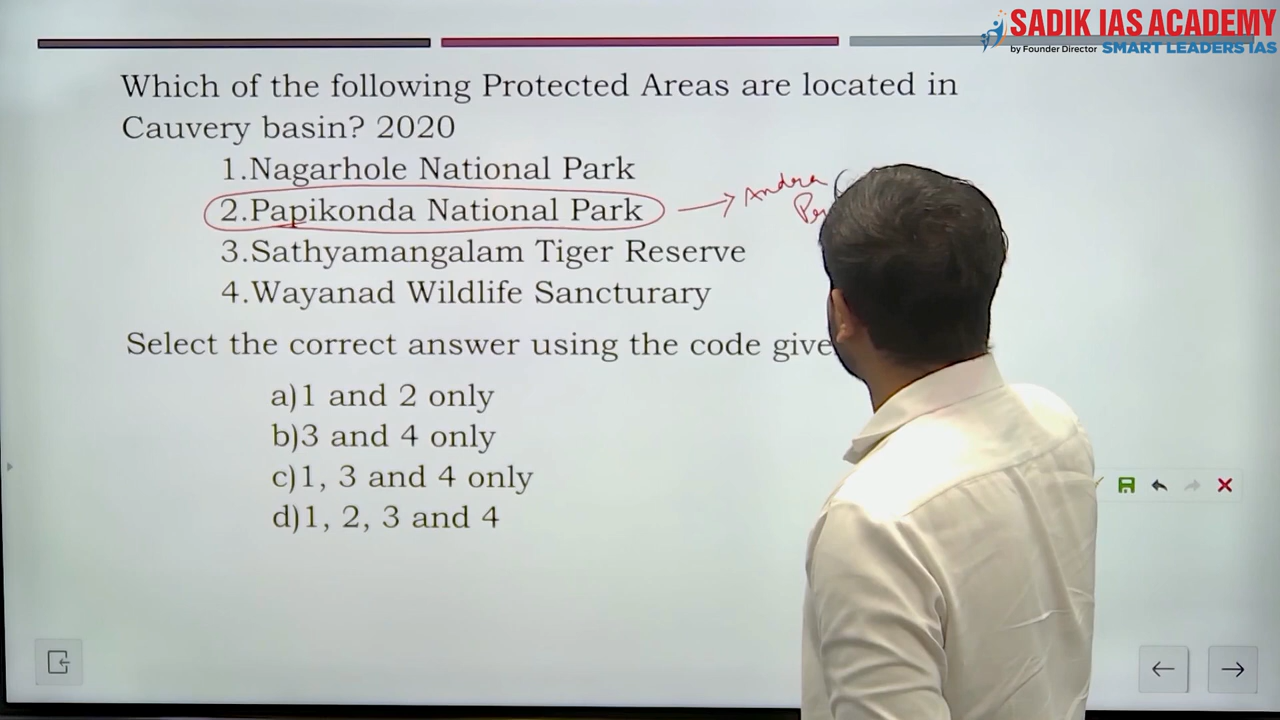 SADIK IAS ACADEMY
by Founder Director SMART LEADERS IAS
Which of the following Protected Areas are located in
Cauvery basin? 2020
1.Nagarhole National Park
2.Papikonda National Park
Andra
3.Sathyamangalam Tiger Reserve
4.Wayanad Wildlife Sancturary
Select the correct answer using the code give
a)1 and 2 only
b)3 and 4 only
c)1, 3 and 4 only
d)1, 2, 3 and 4